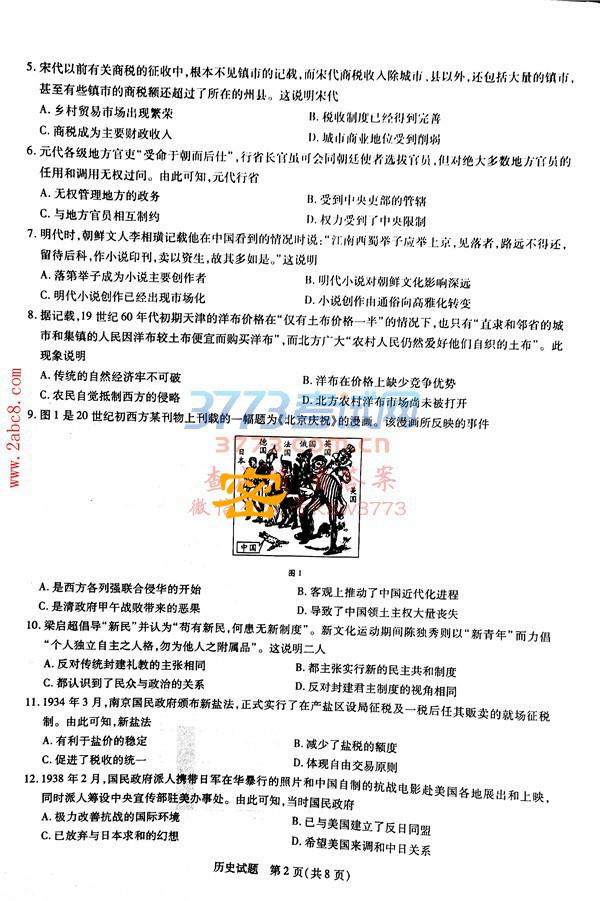 5. 宋代以前有关商税的征收中,根本不见镇市的记载,而宋代商税收入除城市、县以外,还包括大量的镇市,
甚至有些镇市的商税额还超过了所在的州县。这说明宋代
A. 乡村贸易市场出现繁荣 B. 税收制度已经得到完善
C. 商税成为主要财政收入 D. 城市商业地位受到削弱
6. 元代各级地方官吏“受命于朝而后仕”,行省长官虽可会同朝廷使者选拔官员,但对绝大多数地方官员的
任用和调用无权过问。由此可知,元代行省
A. 无权管理地方的政务 B. 受到中央吏部的管辖
C. 与地方官员相互制约 D. 权力受到了中央限制
7. 明代时,朝鲜文人李相璜记载他在中国看到的情况时说:“江南西蜀举子应举上京,见落者,路远不得还,
留待后科,作小说印刊,卖以资生,故其多如是。”这说明
A. 落第举子成为小说主要创作者 B. 明代小说对朝鲜文化影响深远
C. 明代小说创作已经出现市场化 D. 小说创作由通俗向高雅化转变
8. 据记载,19 世纪 60 年代初期天津的洋布价格在“仅有土布价格一半”的情况下,也只有“直隶和邻省的城
市和集镇的人民因洋布较土布便宜而购买洋布”,而北方广大“农村人民仍然爱好他们自织的土布”。此
现象说明
A. 传统的自然经济牢不可破 B. 洋布在价格上缺少竞争优势
C. 农民自觉抵制西方的侵略 D. 北方农村洋布市场尚未被打开
9. 图 1 是 20 世纪初西方某刊物上刊载的一幅题为《北京庆祝》的漫画。该漫画所反映的事件
日本 德国 法国 俄国 英国
美国
中国
图 1
A. 是西方各列强联合侵华的开始 B. 客观上推动了中国近代化进程
C. 是清政府甲午战败带来的恶果 D. 导致了中国领土主权大量丧失
10. 梁启超倡导“新民”并认为“苟有新民,何患无新制度”。新文化运动期间陈独秀则以“新青年”而力倡
“个人独立自主之人格,勿为他人之附属品”。这说明二人
A. 反对传统封建礼教的主张相同 B. 都主张实行新的民主共和制度
C. 都认识到了民众与政治的关系 D. 反对封建君主制度的视角相同
11. 1934 年 3 月,南京国民政府颁布新盐法,正式实行了在产盐区设局征税及一税后任其贩卖的就场征税
制。由此可知,新盐法
A. 有利于盐价的稳定 B. 减少了盐税的额度
C. 促进了税收的统一 D. 体现自由交易原则
12. 1938 年 2 月,国民政府派人携带日军在华暴行的照片和中国自制的抗战电影赴美国各地展出和上映,
同时派人筹设中央宣传部驻美办事处。由此可知,当时国民政府
A. 极力改善抗战的国际环境 B. 已与美国建立了反日同盟
C. 已放弃与日本求和的幻想 D. 希望美国来调和中日关系
历史试题 第 2 页(共 8 页)
www.2abc8.com
3773考试网
密